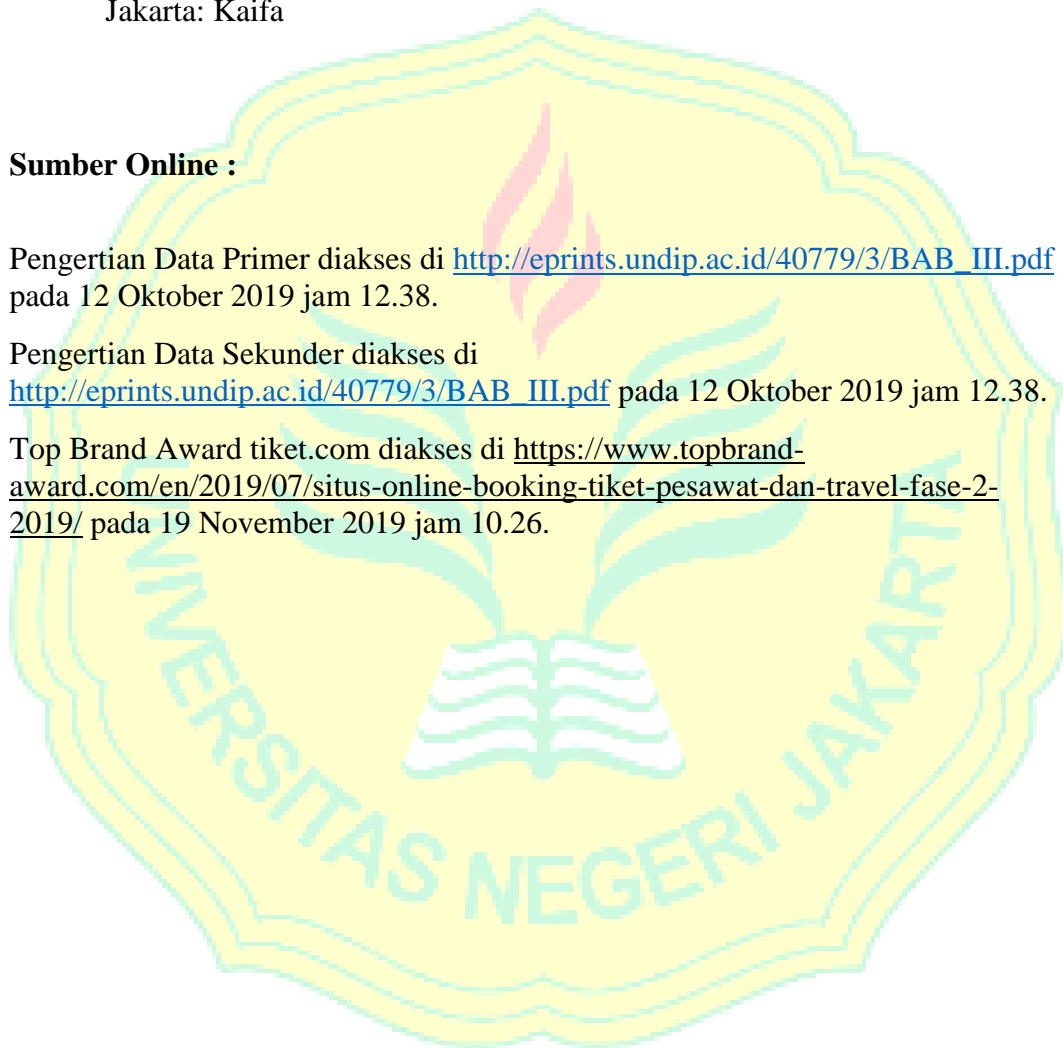 Jakarta: Kaifa
Sumber Online :
Pengertian Data Primer diakses di http://eprints.undip.ac.id/40779/3/BAB_III.pdf
pada 12 Oktober 2019 jam 12.38.
Pengertian Data Sekunder diakses di
http://eprints.undip.ac.id/40779/3/BAB_III.pdf pada 12 Oktober 2019 jam 12.38.
Top Brand Award tiket.com diakses di https://www.topbrand-
award.com/en/2019/07/situs-online-booking-tiket-pesawat-dan-travel-fase-2-
2019/ pada 19 November 2019 jam 10.26.
UNIVERSITAS NEGERI JAKARTA